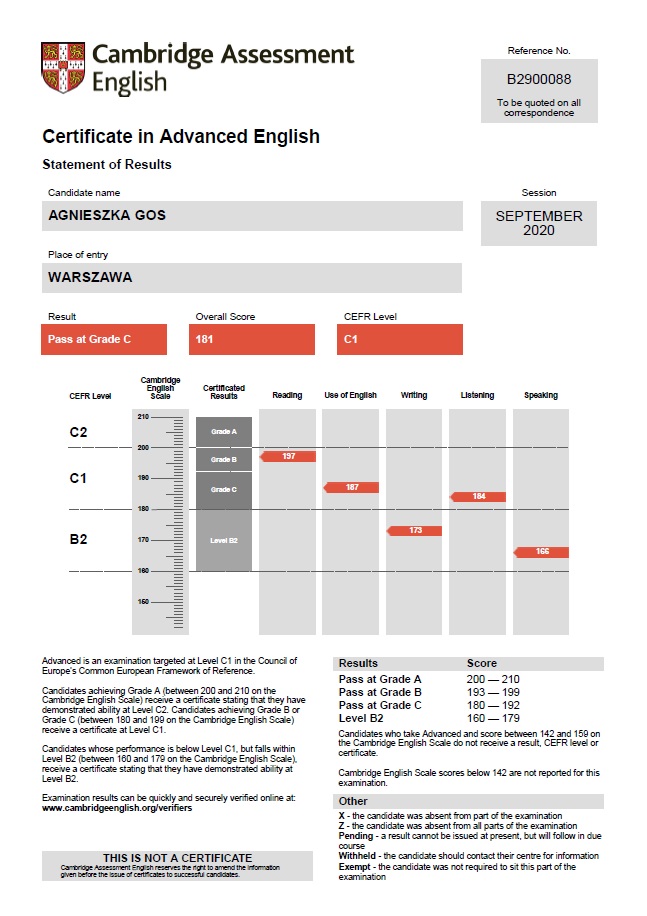 Cambridge Assessment
English
Reference No.
B2900088
To be quoted on all
correspondence
Certificate in Advanced English
Statement of Results
Candidate name
AGNIESZKA GOS
Session
SEPTEMBER
2020
Place of entry
WARSZAWA
Result
Pass at Grade C
Overall Score
181
CEFR Level
C1
CEFR Level
Cambridge
English
Scale
Certificated
Results
Reading
Use of English
Writing
Listening
Speaking
C2
C1
B2
210
200
190
180
170
160
150
Grade A
Grade B
Grade C
Level B2
197
187
173
184
166
Advanced is an examination targeted at Level C1 in the Council of
Europe's Common European Framework of Reference.
Candidates achieving Grade A (between 200 and 210 on the
Cambridge English Scale) receive a certificate stating that they have
demonstrated ability at Level C2. Candidates achieving Grade B or
Grade C (between 180 and 199 on the Cambridge English Scale)
receive a certificate at Level C1.
Candidates whose performance is below Level C1, but falls within
Level B2 (between 160 and 179 on the Cambridge English Scale),
receive a certificate stating that they have demonstrated ability at
Level B2.
Examination results can be quickly and securely verified online at:
www.cambridgeenglish.org/verifiers
THIS IS NOT A CERTIFICATE
Cambridge Assessment English reserves the right to amend the information
given before the issue of certificates to successful candidates.
Results Score
Pass at Grade A 200 — 210
Pass at Grade B 193 — 199
Pass at Grade C 180 — 192
Level B2 160 — 179
Candidates who take Advanced and score between 142 and 159 on
the Cambridge English Scale do not receive a result, CEFR level or
certificate.
Cambridge English Scale scores below 142 are not reported for this
examination.
Other
X - the candidate was absent from part of the examination
Z - the candidate was absent from all parts of the examination
Pending - a result cannot be issued at present, but will follow in due
course
Withheld - the candidate should contact their centre for information
Exempt - the candidate was not required to sit this part of the
examination